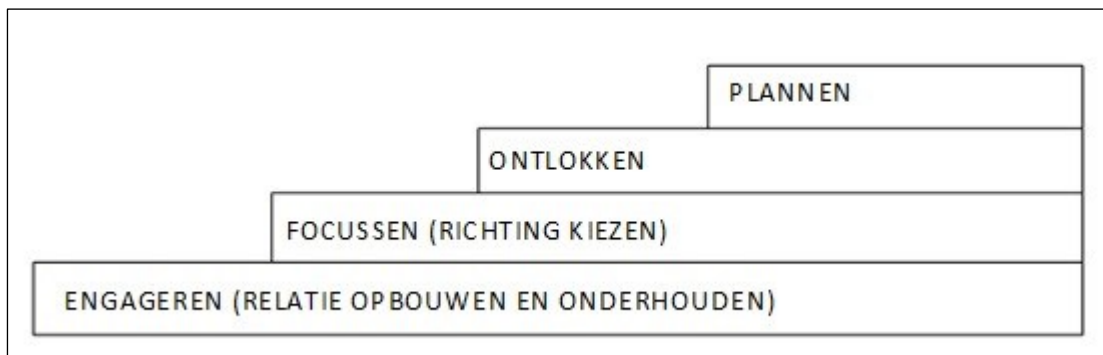 PLANNEN
ONTLOKKEN
FOCUSSEN (RICHTING KIEZEN)
ENGAGEREN (RELATIE OPBOUWEN EN ONDERHOUDEN)